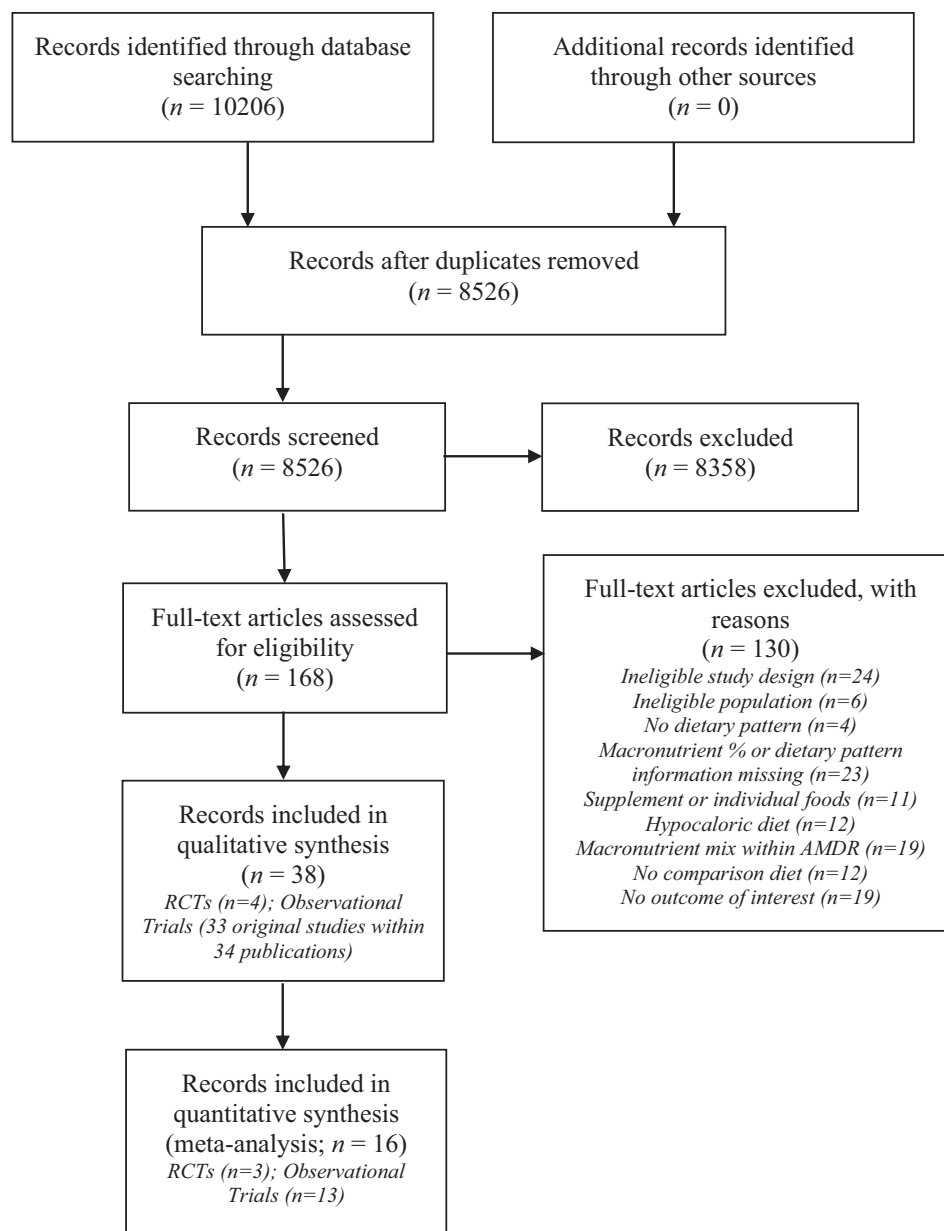 Records identified through database
searching
(n = 10206)
Additional records identified
through other sources
(n = 0)
Records after duplicates removed
(n = 8526)
Records screened
(n = 8526)
Records excluded
(n = 8358)
Full-text articles assessed
for eligibility
(n = 168)
Full-text articles excluded, with
reasons
(n = 130)
Ineligible study design (n=24)
Ineligible population (n=6)
No dietary pattern (n=4)
Macronutrient % or dietary pattern
information missing (n=23)
Supplement or individual foods (n=11)
Hypocaloric diet (n=12)
Macronutrient mix within AMDR (n=19)
No comparison diet (n=12)
No outcome of interest (n=19)
Records included in
qualitative synthesis
(n = 38)
RCTs (n=4); Observational
Trials (33 original studies within
34 publications)
Records included in
quantitative synthesis
(meta-analysis; n = 16)
RCTs (n=3); Observational
Trials (n=13)